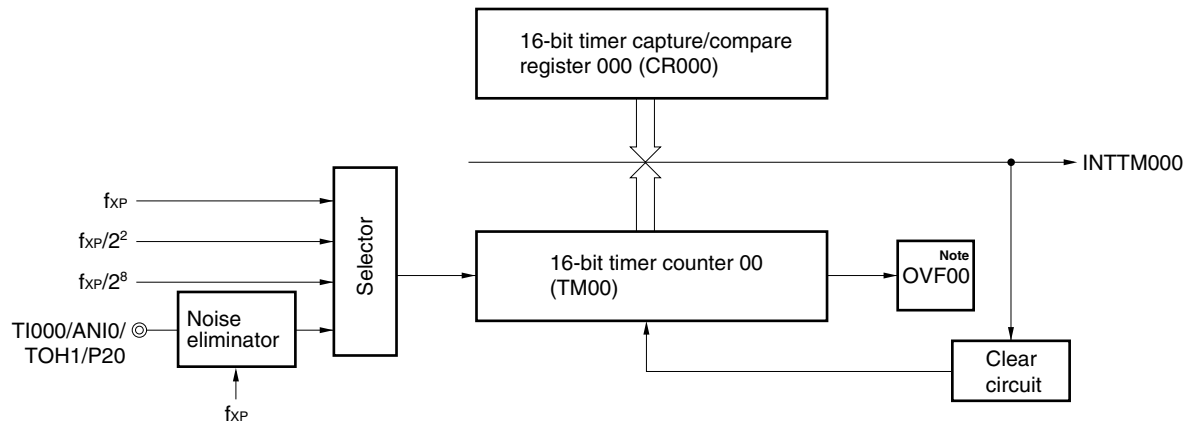 16-bit timer capture/compare
register 000 (CR000)
INTTM000
fXP
fXP/2²
fXP/2⁸
Selector
16-bit timer counter 00
(TM00)
Note
OVF00
TI000/ANI0/
TOH1/P20
Noise
eliminator
fXP
Clear
circuit